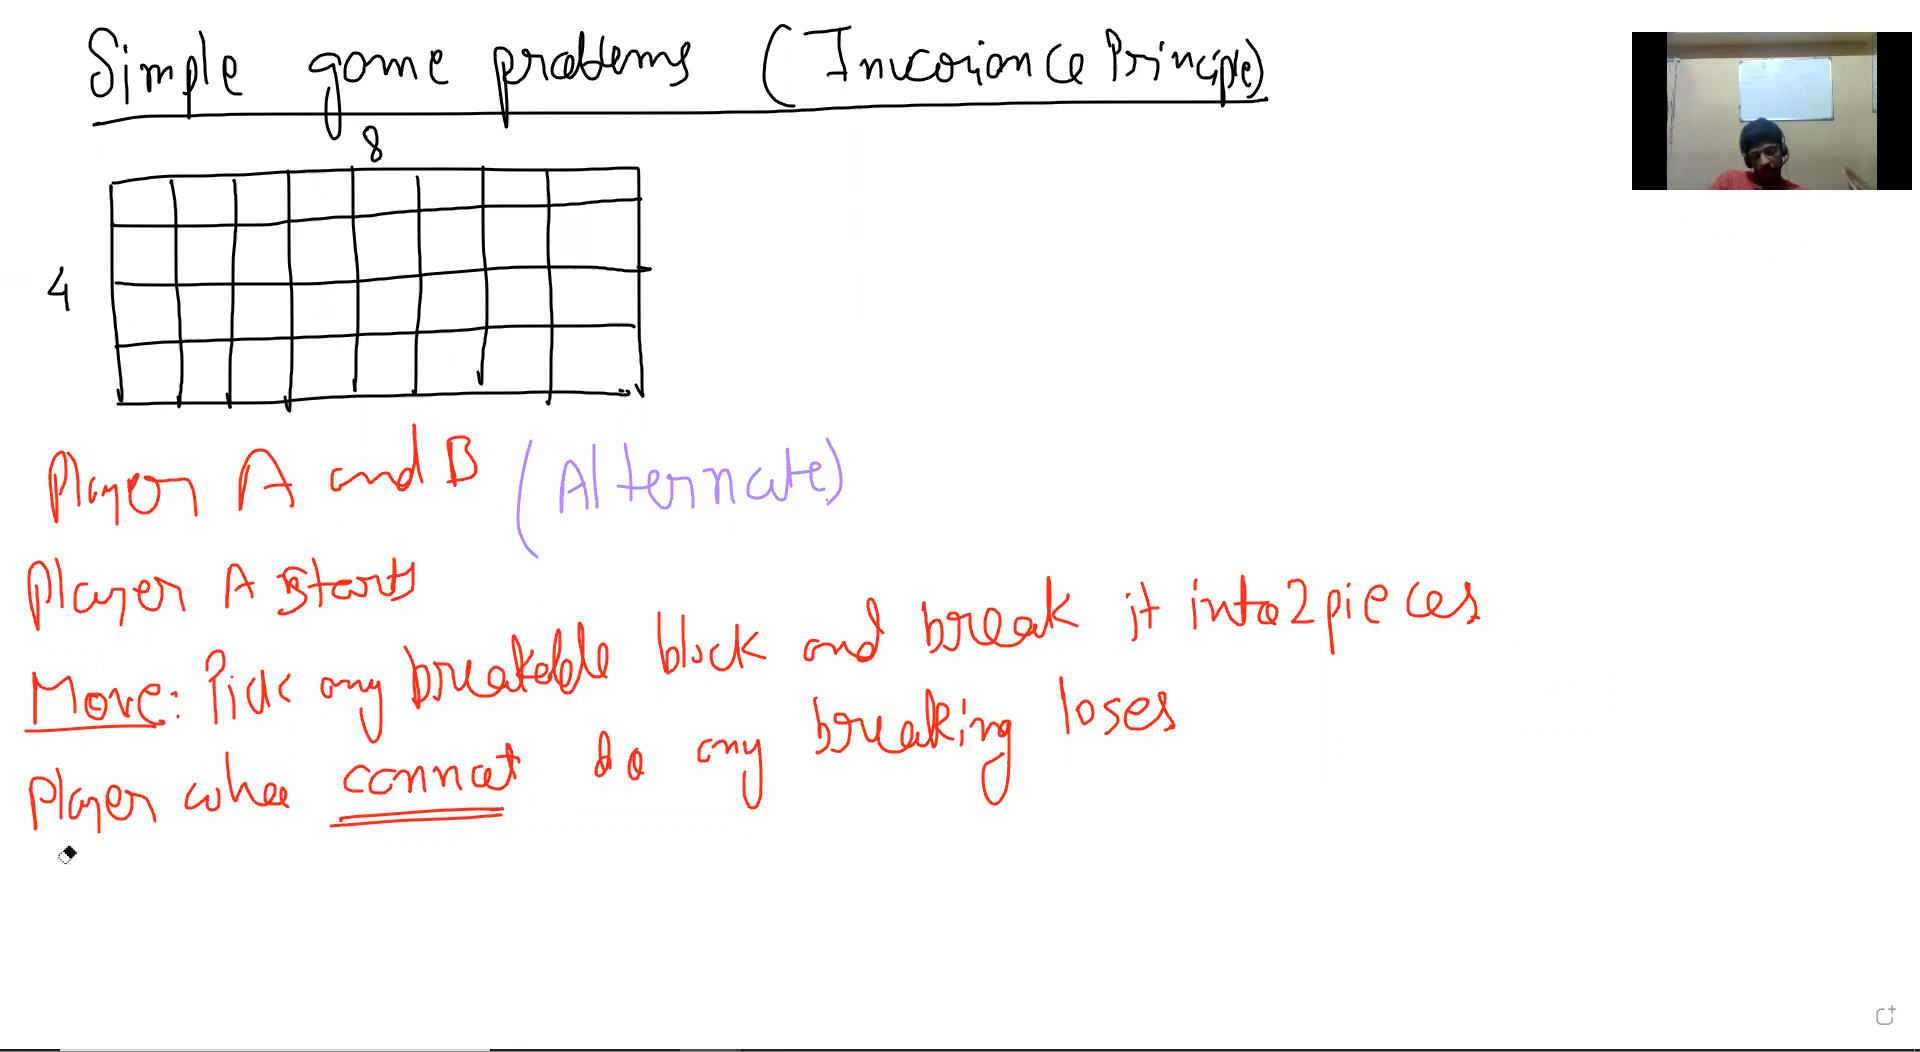 Simple game problems (Invariance Principle)
8
4
Player A and B (Alternate)
Player A starts
Move: Pick any breakable block and break it into 2 pieces
Player who cannot do any breaking loses